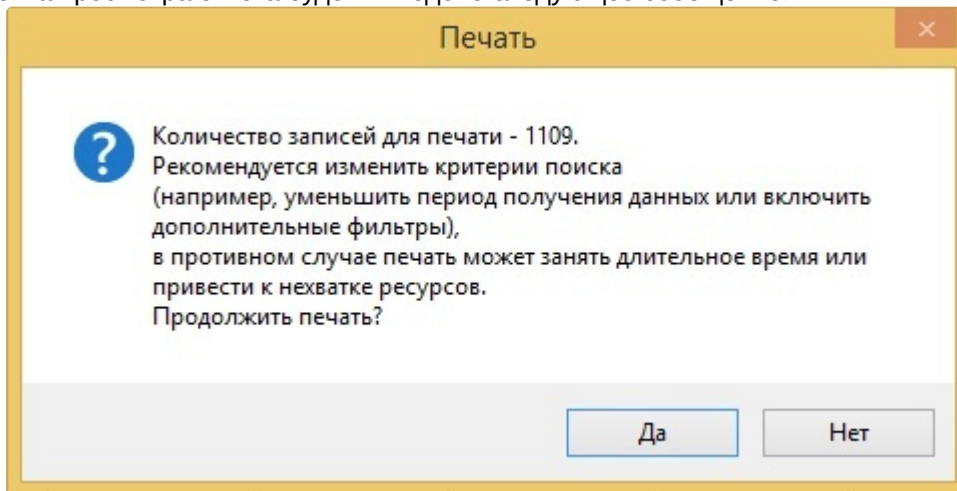 Печать
Количество записей для печати - 1109.
Рекомендуется изменить критерии поиска
(например, уменьшить период получения данных или включить
дополнительные фильтры),
в противном случае печать может занять длительное время или
привести к нехватке ресурсов.
Продолжить печать?
Да
Нет